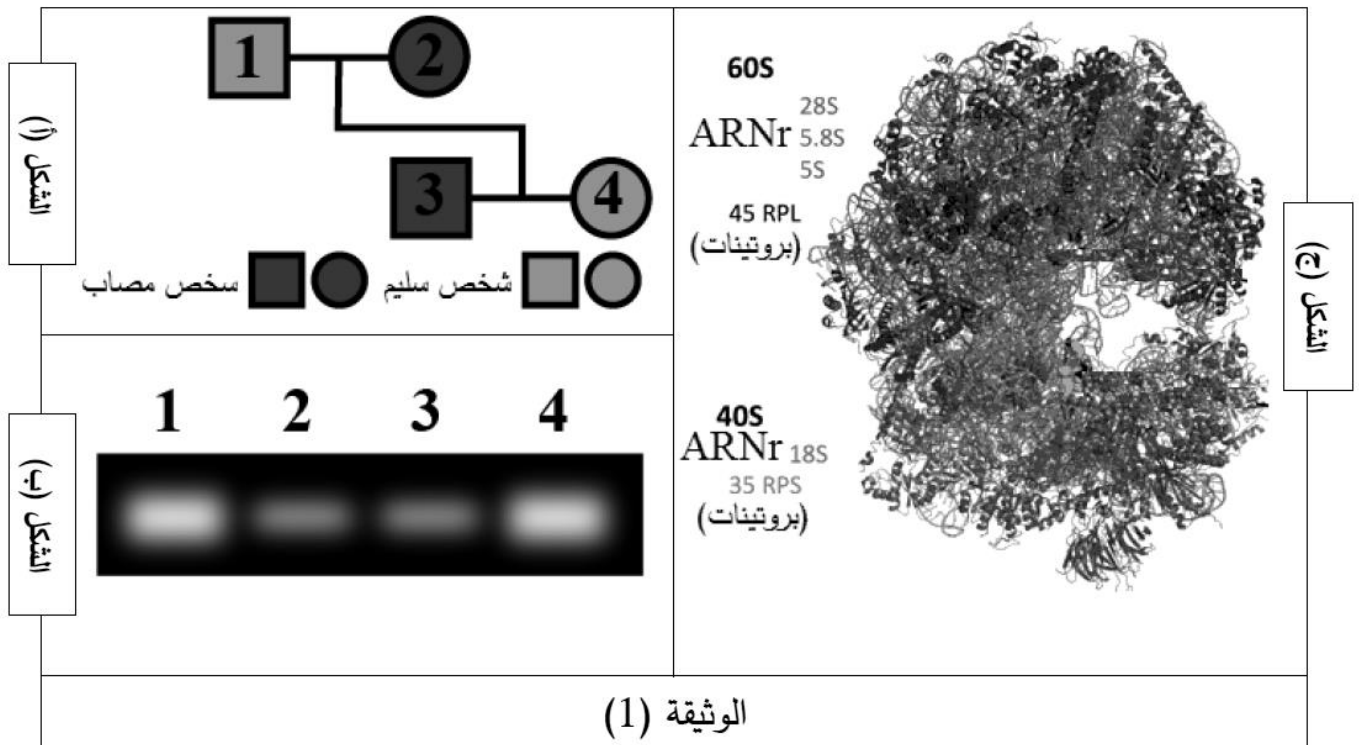 الشكل (أ)
1
2
3
4
شخص سليم
سخص مصاب
الشكل (ب)
1 2 3 4
60S
ARNr
28S
5.8S
5S
45 RPL
(بروتينات)
40S
ARNr 18S
35 RPS
(بروتينات)
الشكل (ج)
الوثيقة (1)